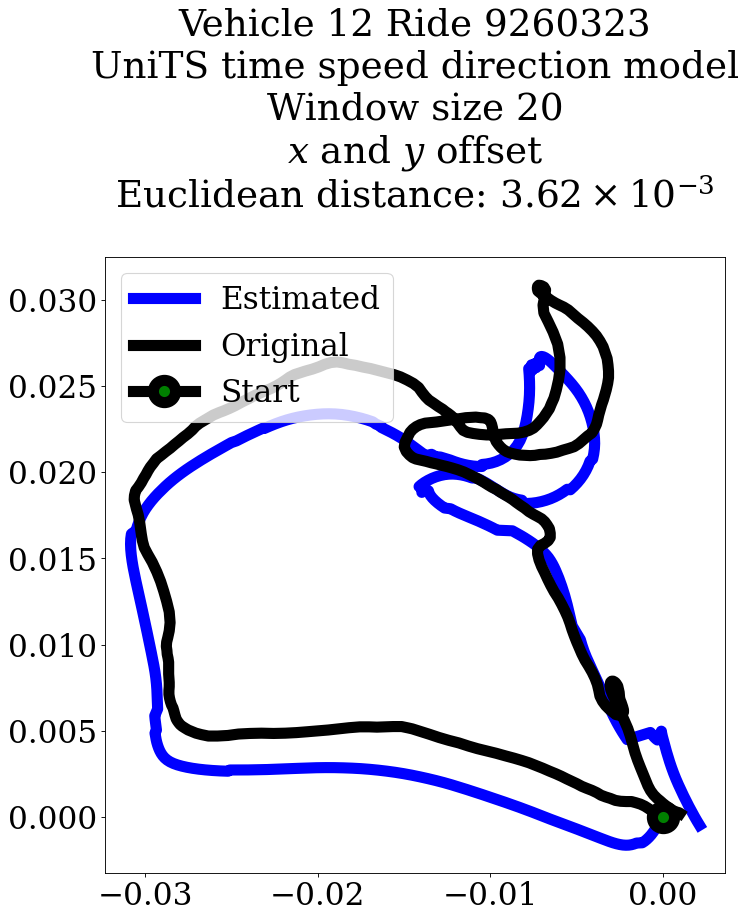 Vehicle 12 Ride 9260323
UniTS time speed direction model
Window size 20
x and y offset
Euclidean distance: 3.62 × 10⁻³
Estimated
Original
Start
0.030
0.025
0.020
0.015
0.010
0.005
0.000
−0.03 −0.02 −0.01 0.00